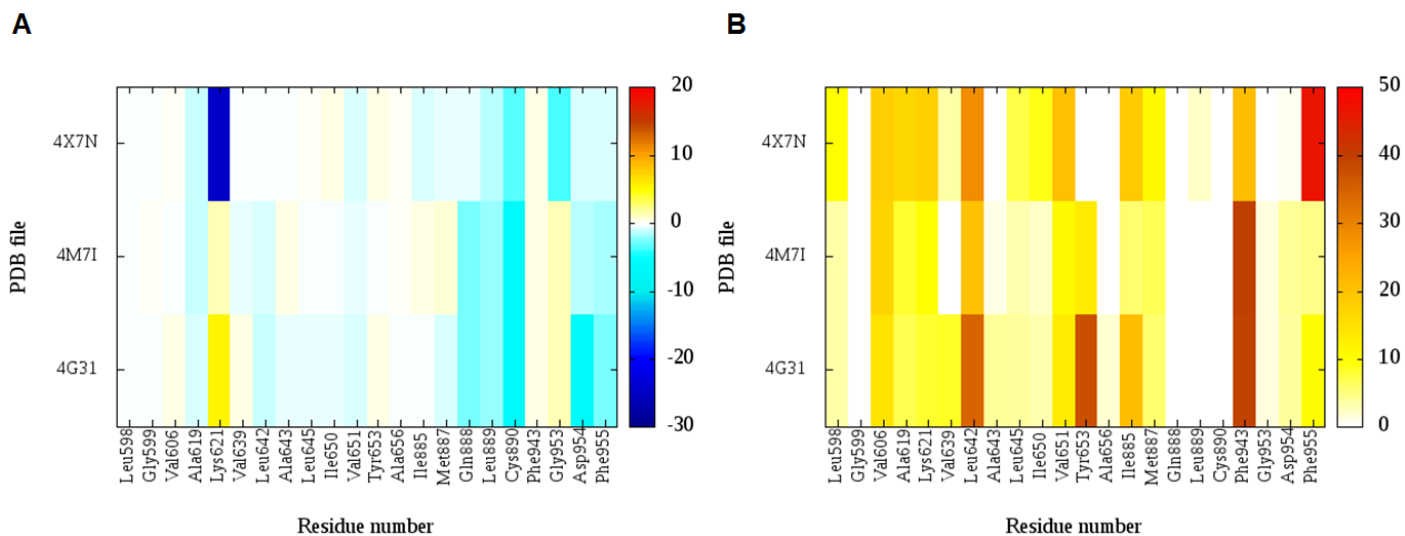 A
B
20
10
0
-10
-20
-30
4X7N
4M7I
4G31
PDB file
Leu598
Gly599
Val606
Ala619
Lys621
Val639
Leu642
Ala643
Leu645
Ile650
Val651
Tyr653
Ala656
Ile885
Met887
Gln888
Leu889
Cys890
Phe943
Gly953
Asp954
Phe955
Residue number
50
40
30
20
10
0
4X7N
4M7I
4G31
PDB file
Leu598
Gly599
Val606
Ala619
Lys621
Val639
Leu642
Ala643
Leu645
Ile650
Val651
Tyr653
Ala656
Ile885
Met887
Gln888
Leu889
Cys890
Phe943
Gly953
Asp954
Phe955
Residue number